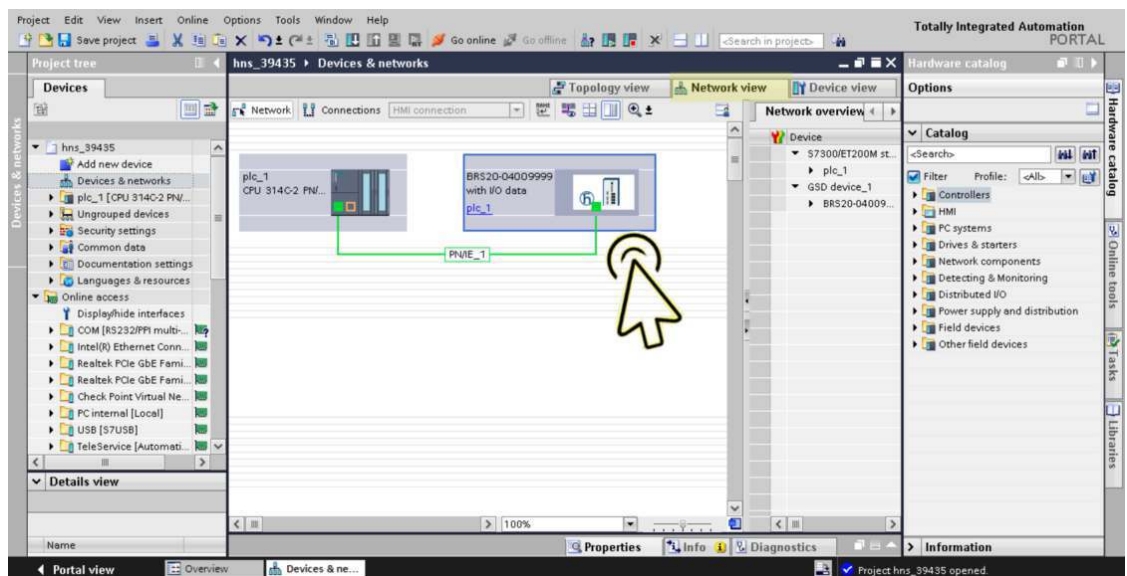 Project Edit View Insert Online Options Tools Window Help
Save project
Go online
Go offline
<Search in project>
Totally Integrated Automation
PORTAL
Project tree
hns_39435 ▸ Devices & networks
Hardware catalog
Devices
Topology view
Network view
Device view
Options
Network
Connections
HMI connection
Network overview
Catalog
Device
<Search>
Filter
Profile:
<All>
hns_39435
Add new device
Devices & networks
plc_1 [CPU 314C-2 PN/...
Ungrouped devices
Security settings
Common data
Documentation settings
Languages & resources
Online access
Display/hide interfaces
COM [RS232/PPI multi-...
Intel(R) Ethernet Conn...
Realtek PCIe GbE Fami...
Realtek PCIe GbE Fami...
Check Point Virtual Ne...
PC internal [Local]
USB [S7USB]
TeleService [Automati...
plc_1
CPU 314C-2 PN/...
BRS20-04009999
with I/O data
plc_1
PN/IE_1
S7300/ET200M st...
plc_1
GSD device_1
BRS20-04009...
Controllers
HMI
PC systems
Drives & starters
Network components
Detecting & Monitoring
Distributed I/O
Power supply and distribution
Field devices
Other field devices
Devices & networks
Hardware catalog
Online tools
Tasks
Libraries
Details view
Name
100%
Properties
Info
Diagnostics
Information
Portal view
Overview
Devices & ne...
Project hns_39435 opened.